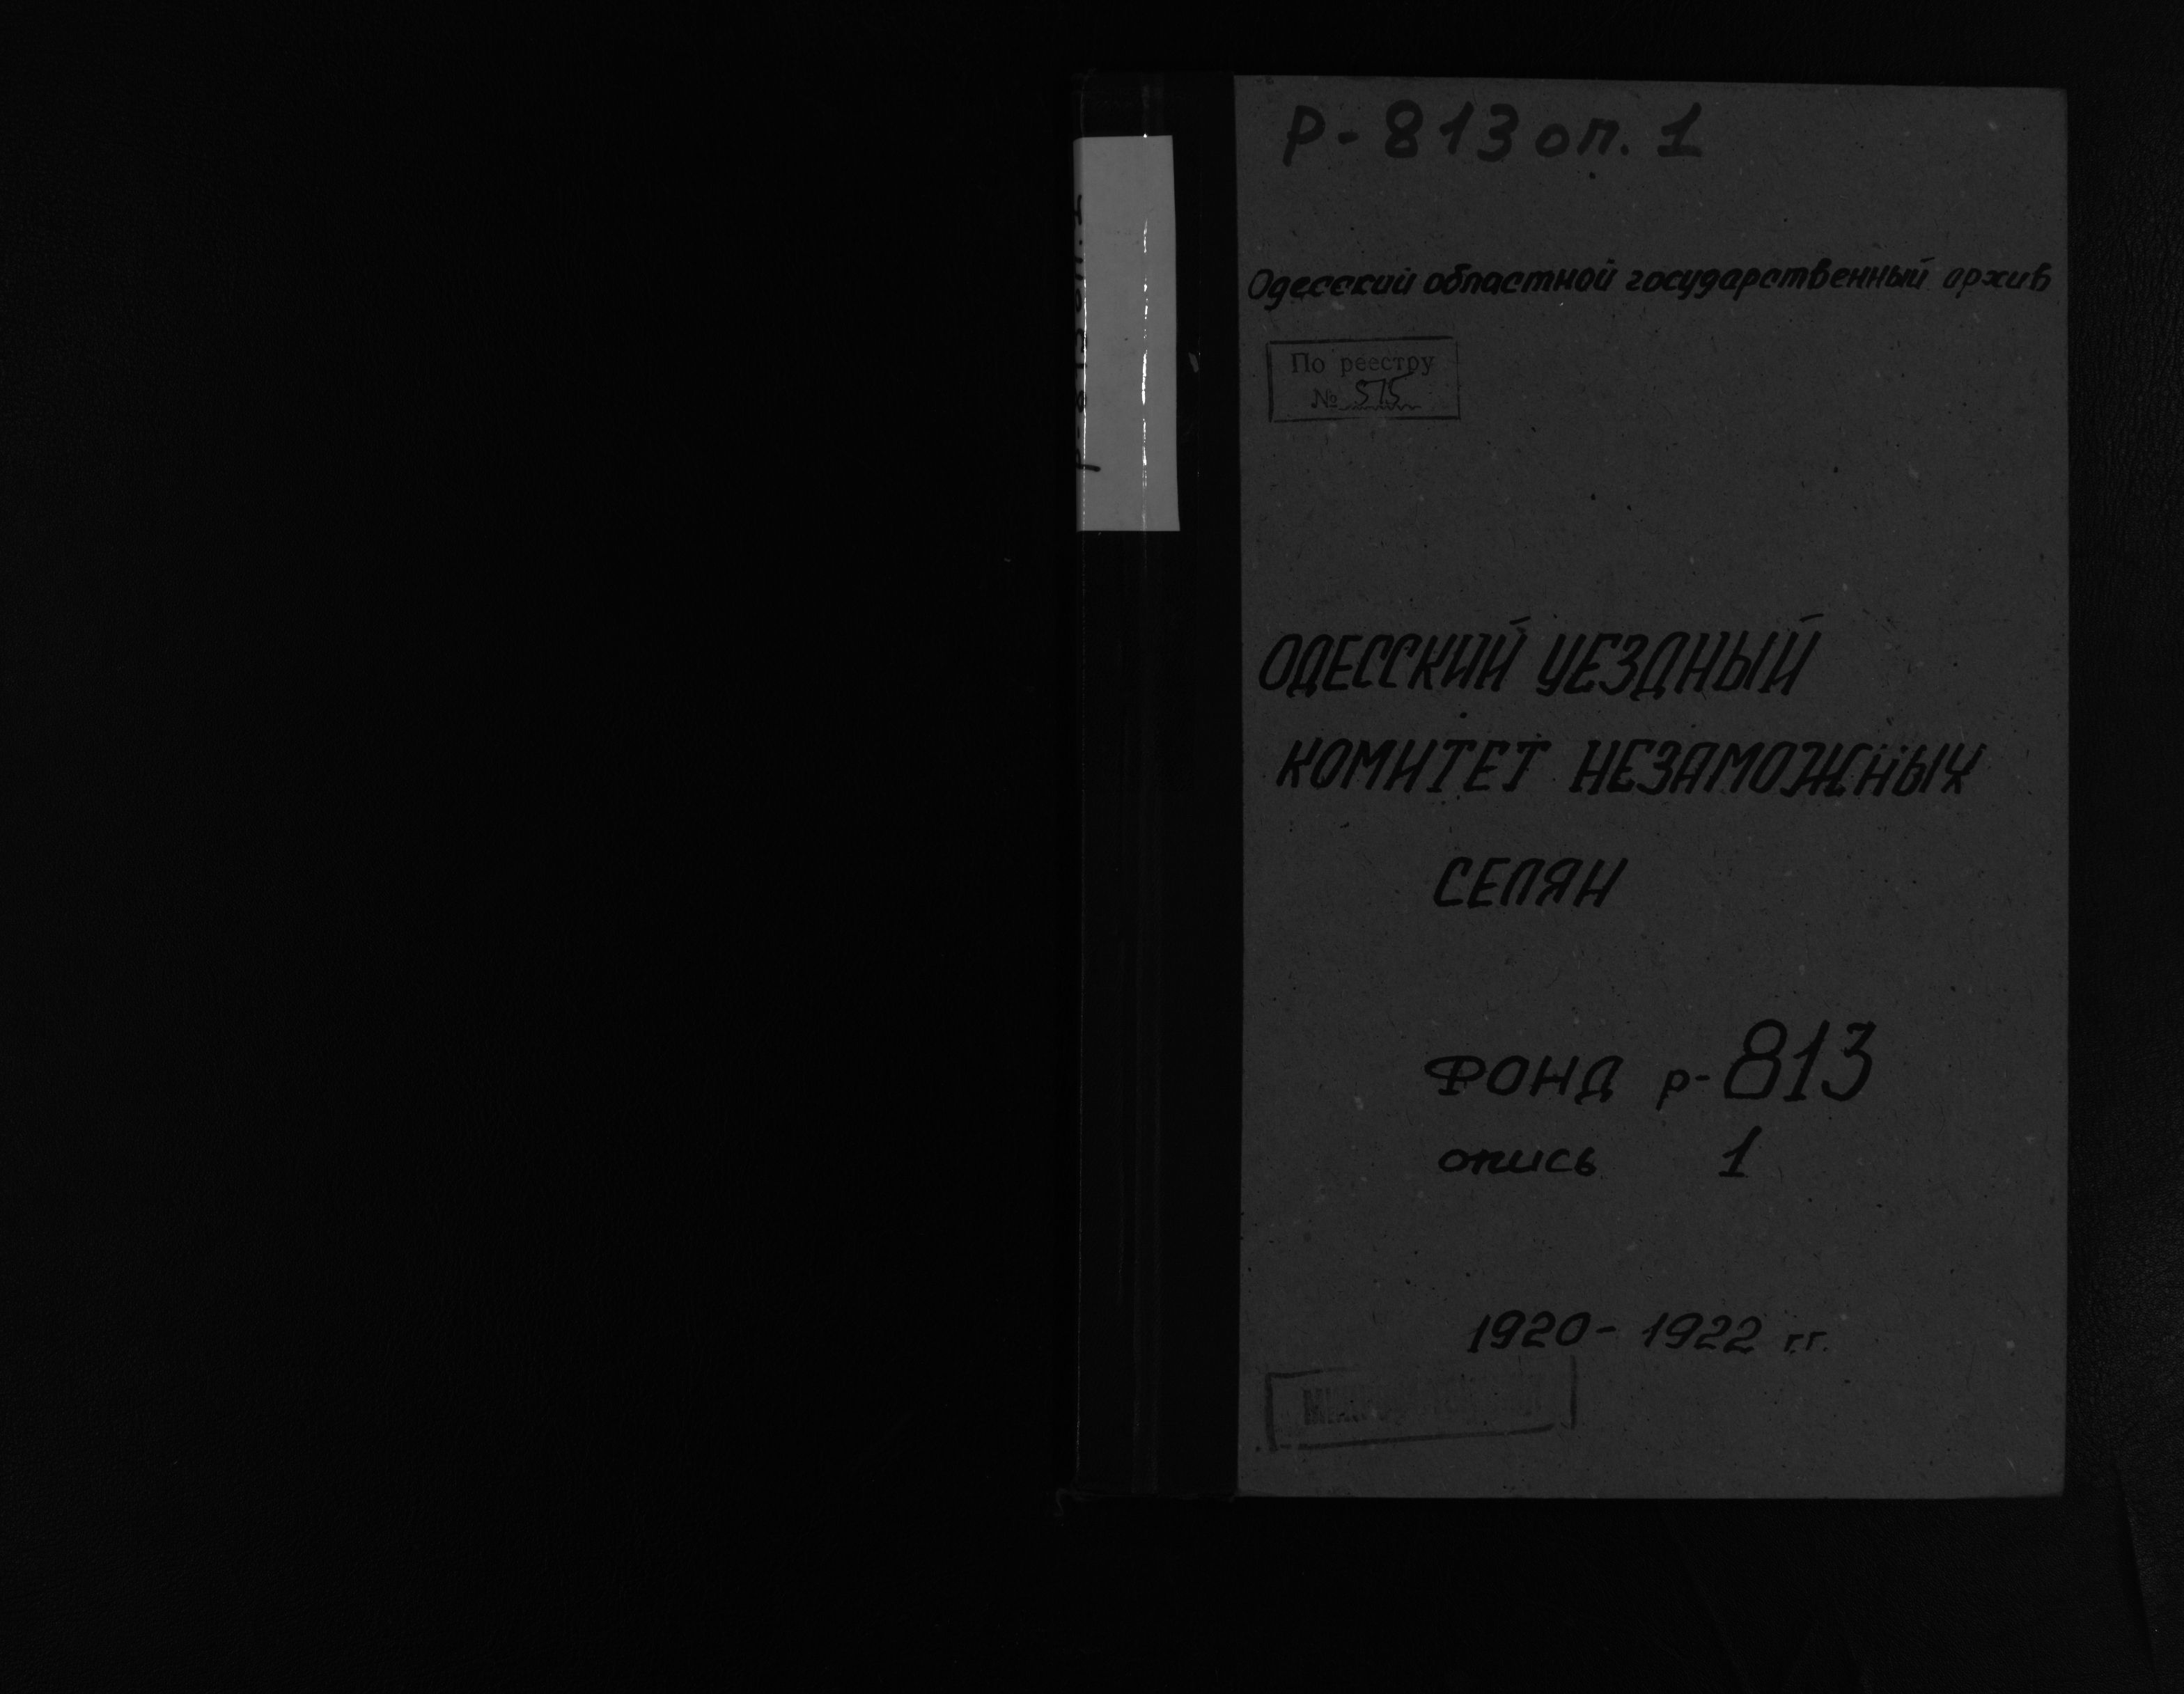 Р-813 оп. 1
Одесский областной государственный архив
По реестру
№ 575
ОДЕССКИЙ УЕЗДНЫЙ
КОМИТЕТ НЕЗАМОЖНЫХ
СЕЛЯН
ФОНД р-813
опись 1
1920-1922 г.г.